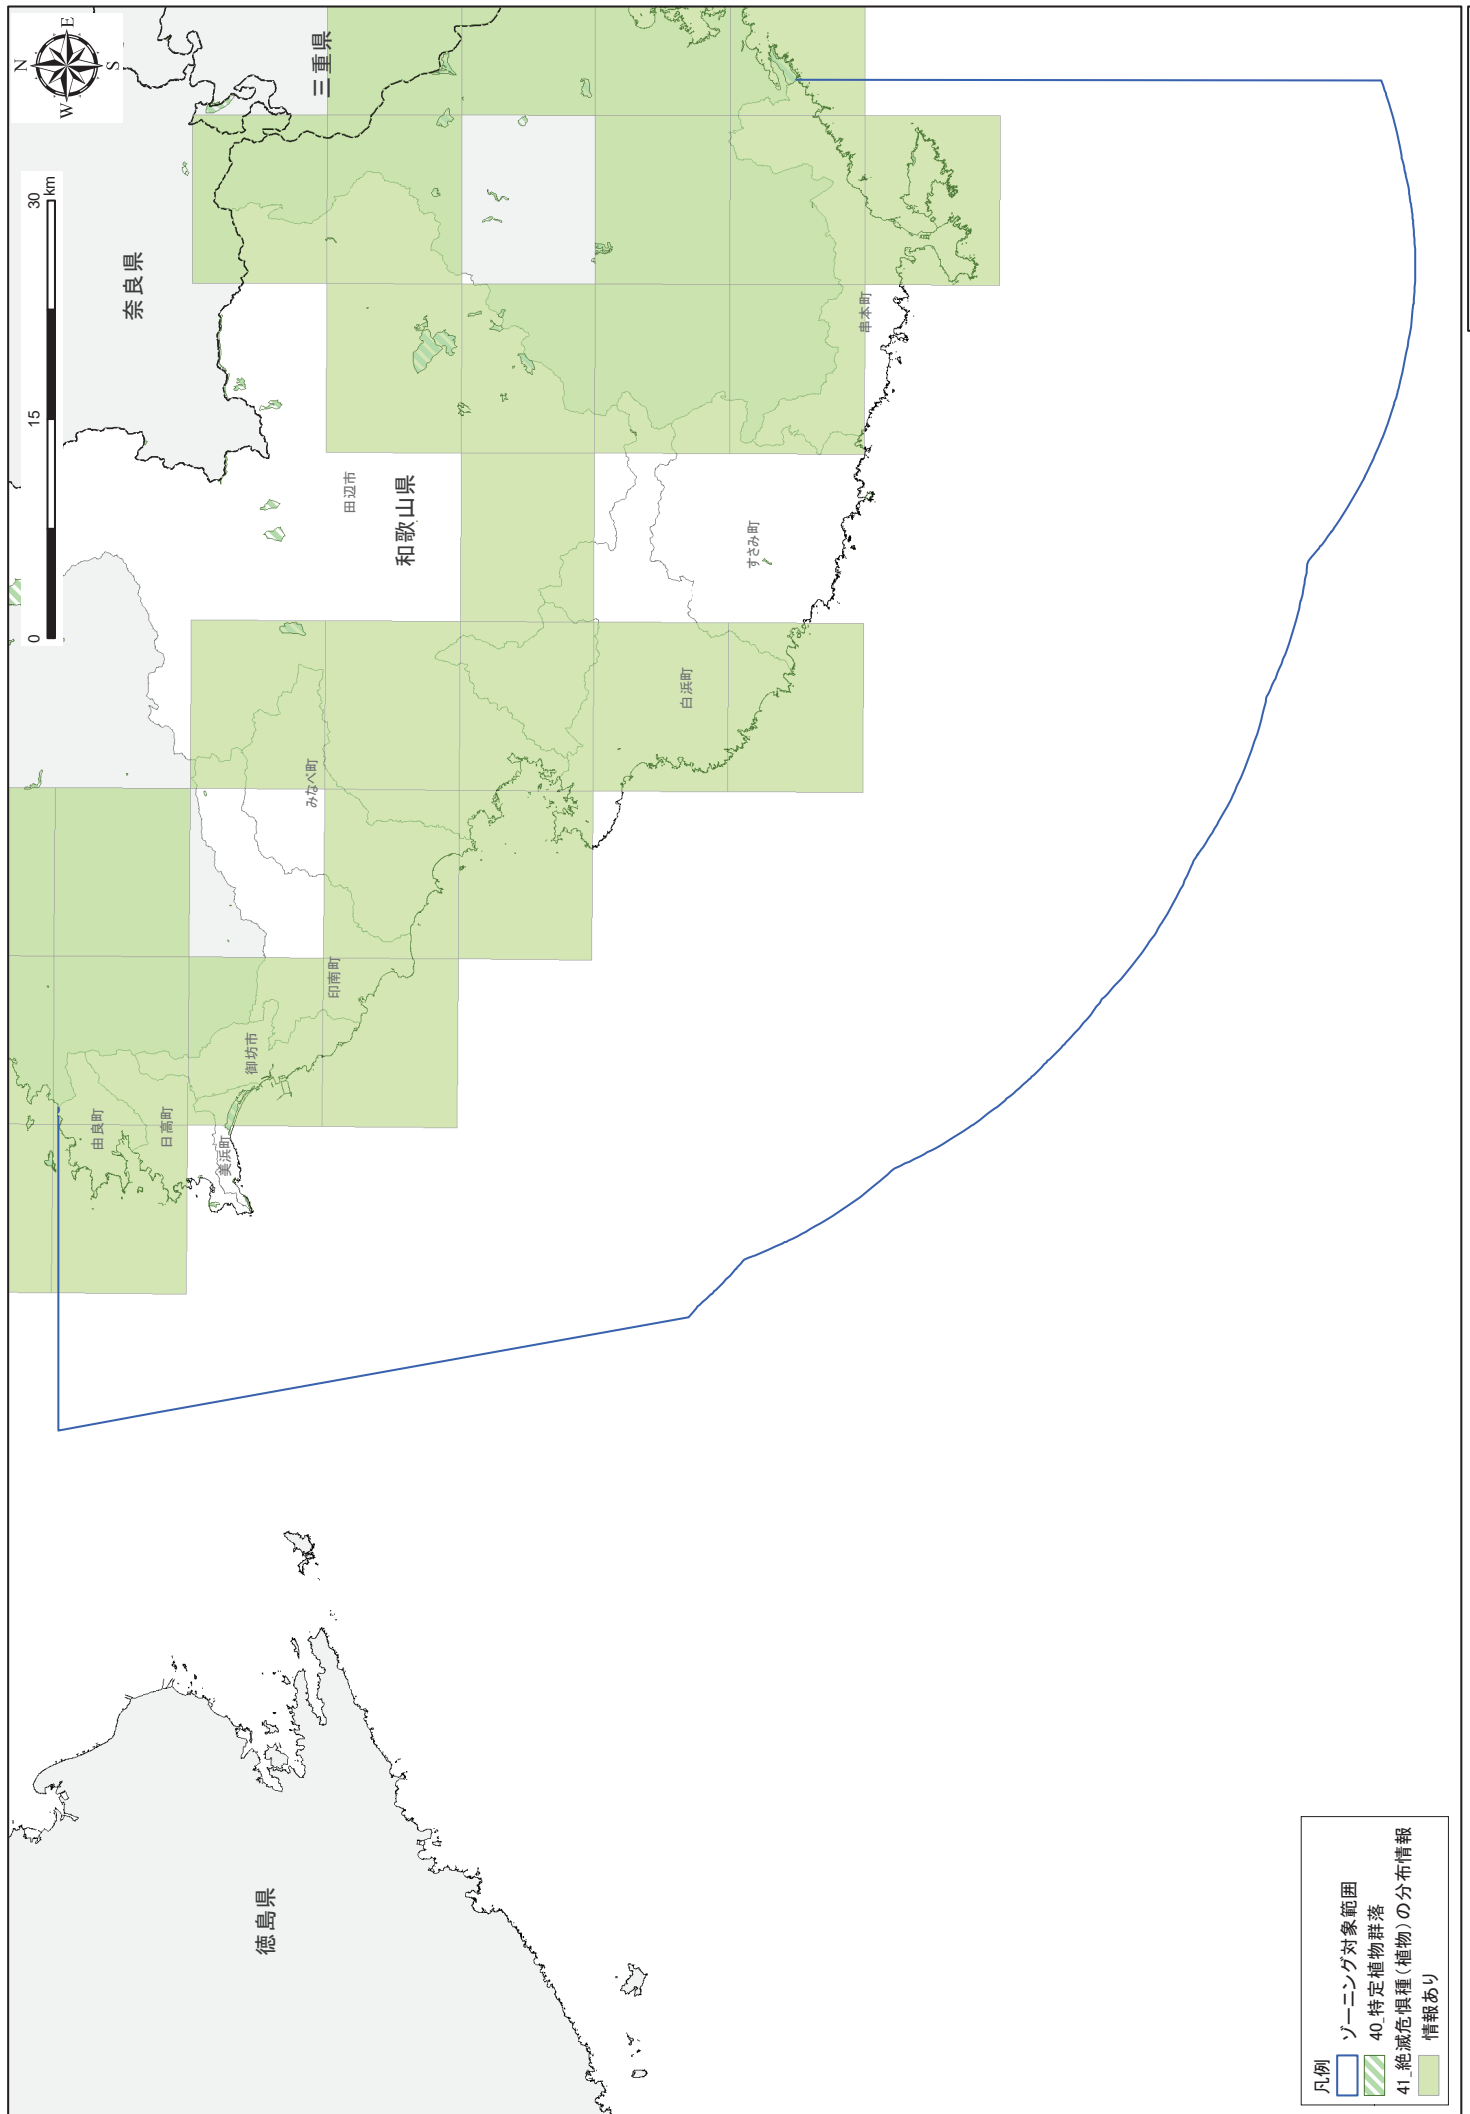 N
E
S
W
0 15 30
km
奈良県
三重県
和歌山県
徳島県
田辺市
みなべ町
印南町
御坊市
由良町
日高町
美浜町
白浜町
すさみ町
串本町
凡例
ゾーニング対象範囲
40_特定植物群落
41_絶滅危惧種(植物)の分布情報
情報あり